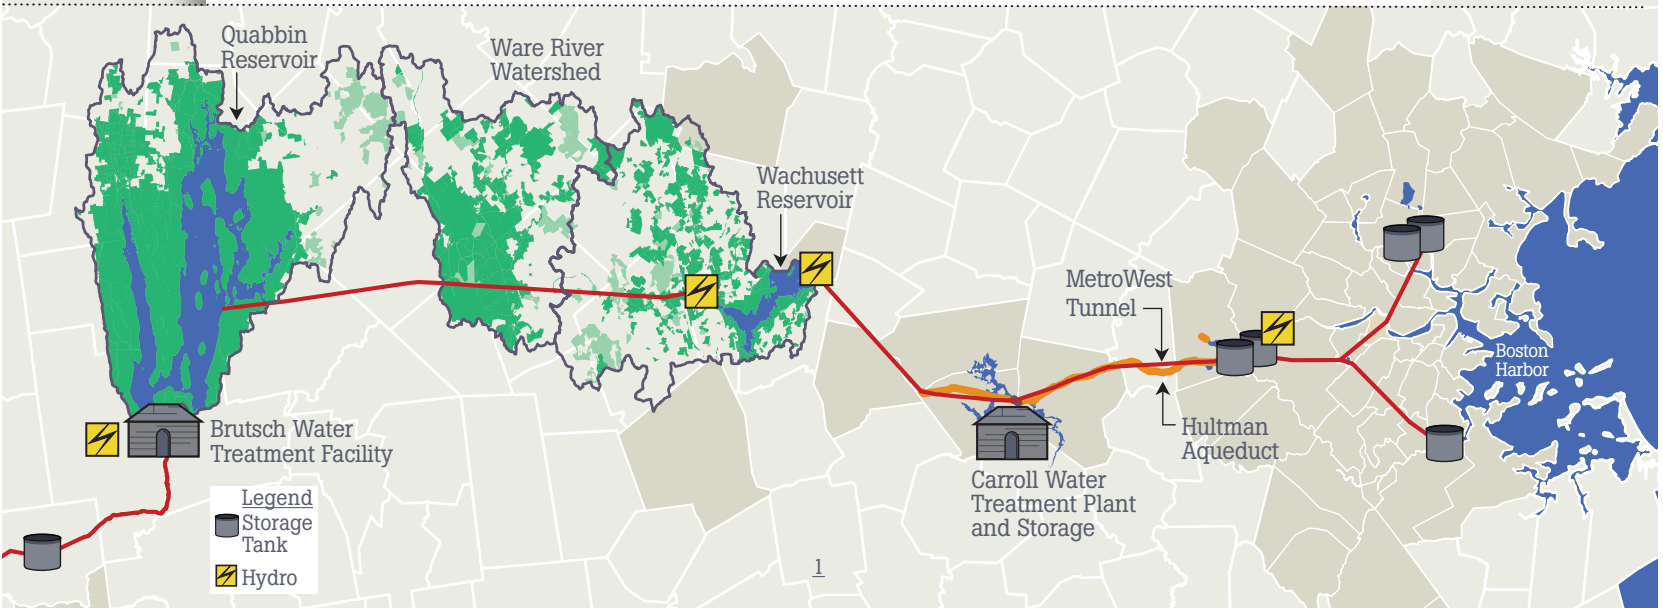 Quabbin
Reservoir
Ware River
Watershed
Wachusett
Reservoir
MetroWest
Tunnel
Boston
Harbor
Hultman
Aqueduct
Brutsch Water
Treatment Facility
Carroll Water
Treatment Plant
and Storage
Legend
Storage
Tank
Hydro
1